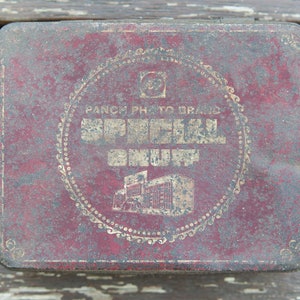 PANCH PHOTO BRAND
SPECIAL
SNUFF